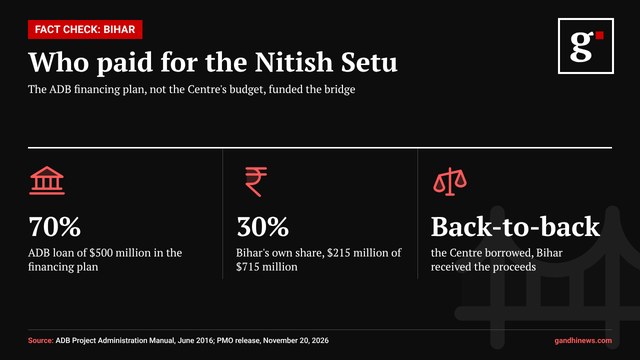 FACT CHECK: BIHAR
g
Who paid for the Nitish Setu
The ADB financing plan, not the Centre's budget, funded the bridge
70%
ADB loan of $500 million in the
financing plan
30%
Bihar's own share, $215 million of
$715 million
Back-to-back
the Centre borrowed, Bihar
received the proceeds
Source: ADB Project Administration Manual, June 2016; PMO release, November 20, 2026
gandhinews.com